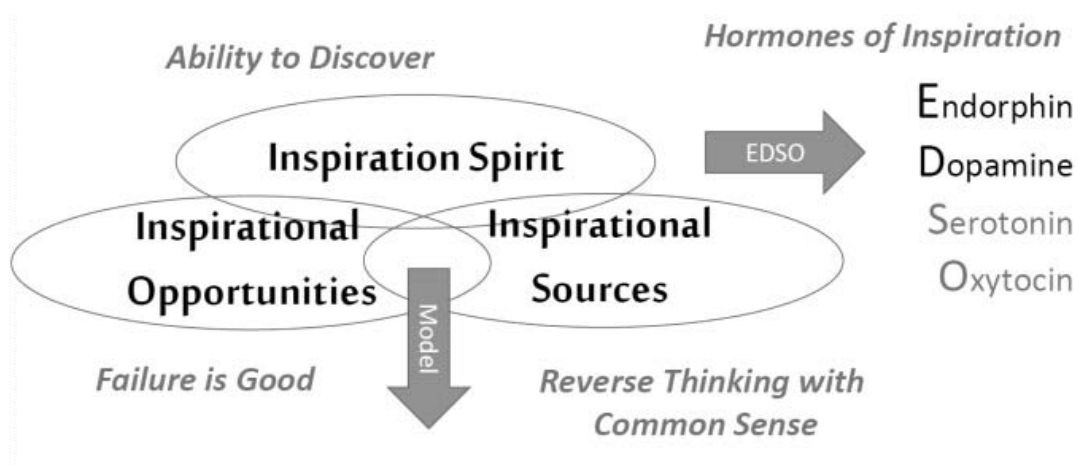 Ability to Discover
Hormones of Inspiration
Inspiration Spirit
EDSO
Endorphin
Dopamine
Serotonin
Oxytocin
Inspirational
Opportunities
Inspirational
Sources
Model
Failure is Good
Reverse Thinking with
Common Sense